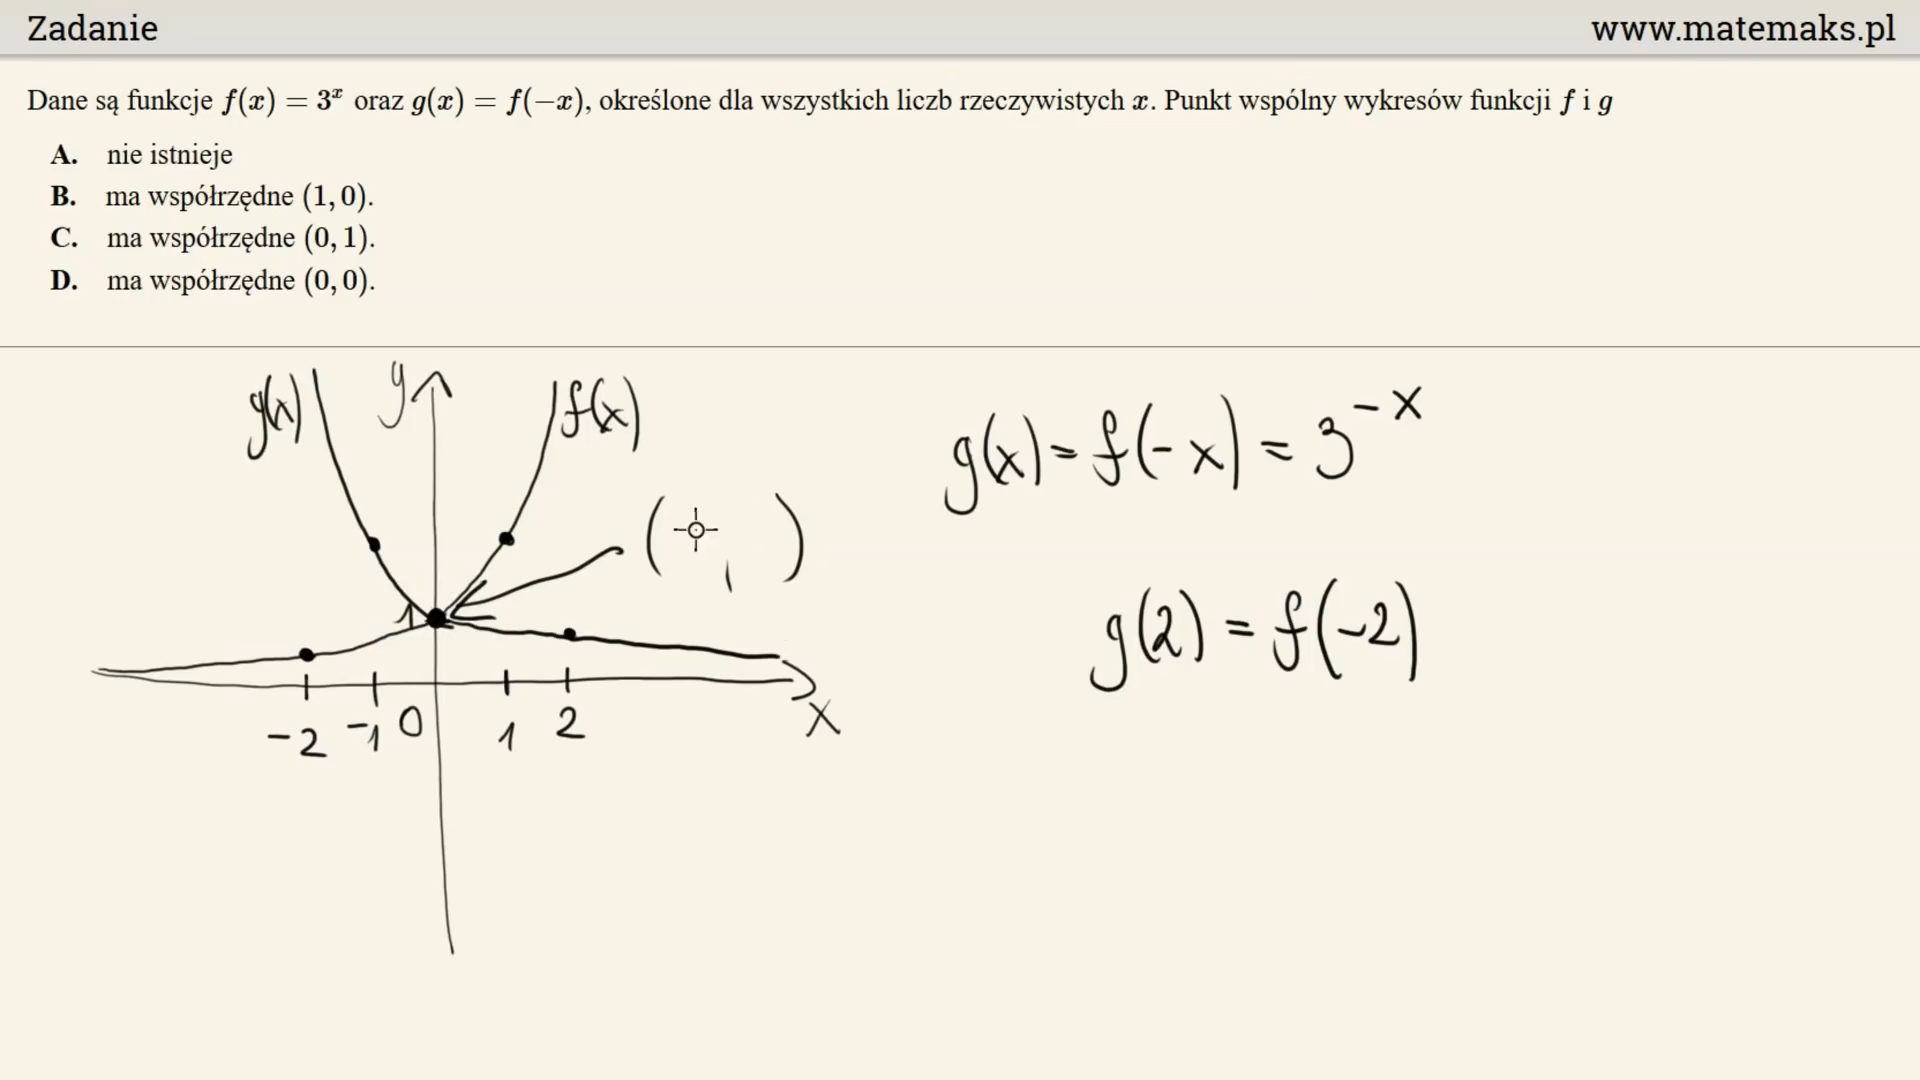 Zadanie
www.matemaks.pl
Dane są funkcje f(x) = 3ˣ oraz g(x) = f(−x), określone dla wszystkich liczb rzeczywistych x. Punkt wspólny wykresów funkcji f i g
A. nie istnieje
B. ma współrzędne (1, 0).
C. ma współrzędne (0, 1).
D. ma współrzędne (0, 0).
g(x)
y
f(x)
g(x) = f(-x) = 3⁻ˣ
( , )
1
g(2) = f(-2)
-2 -1 0 1 2 x